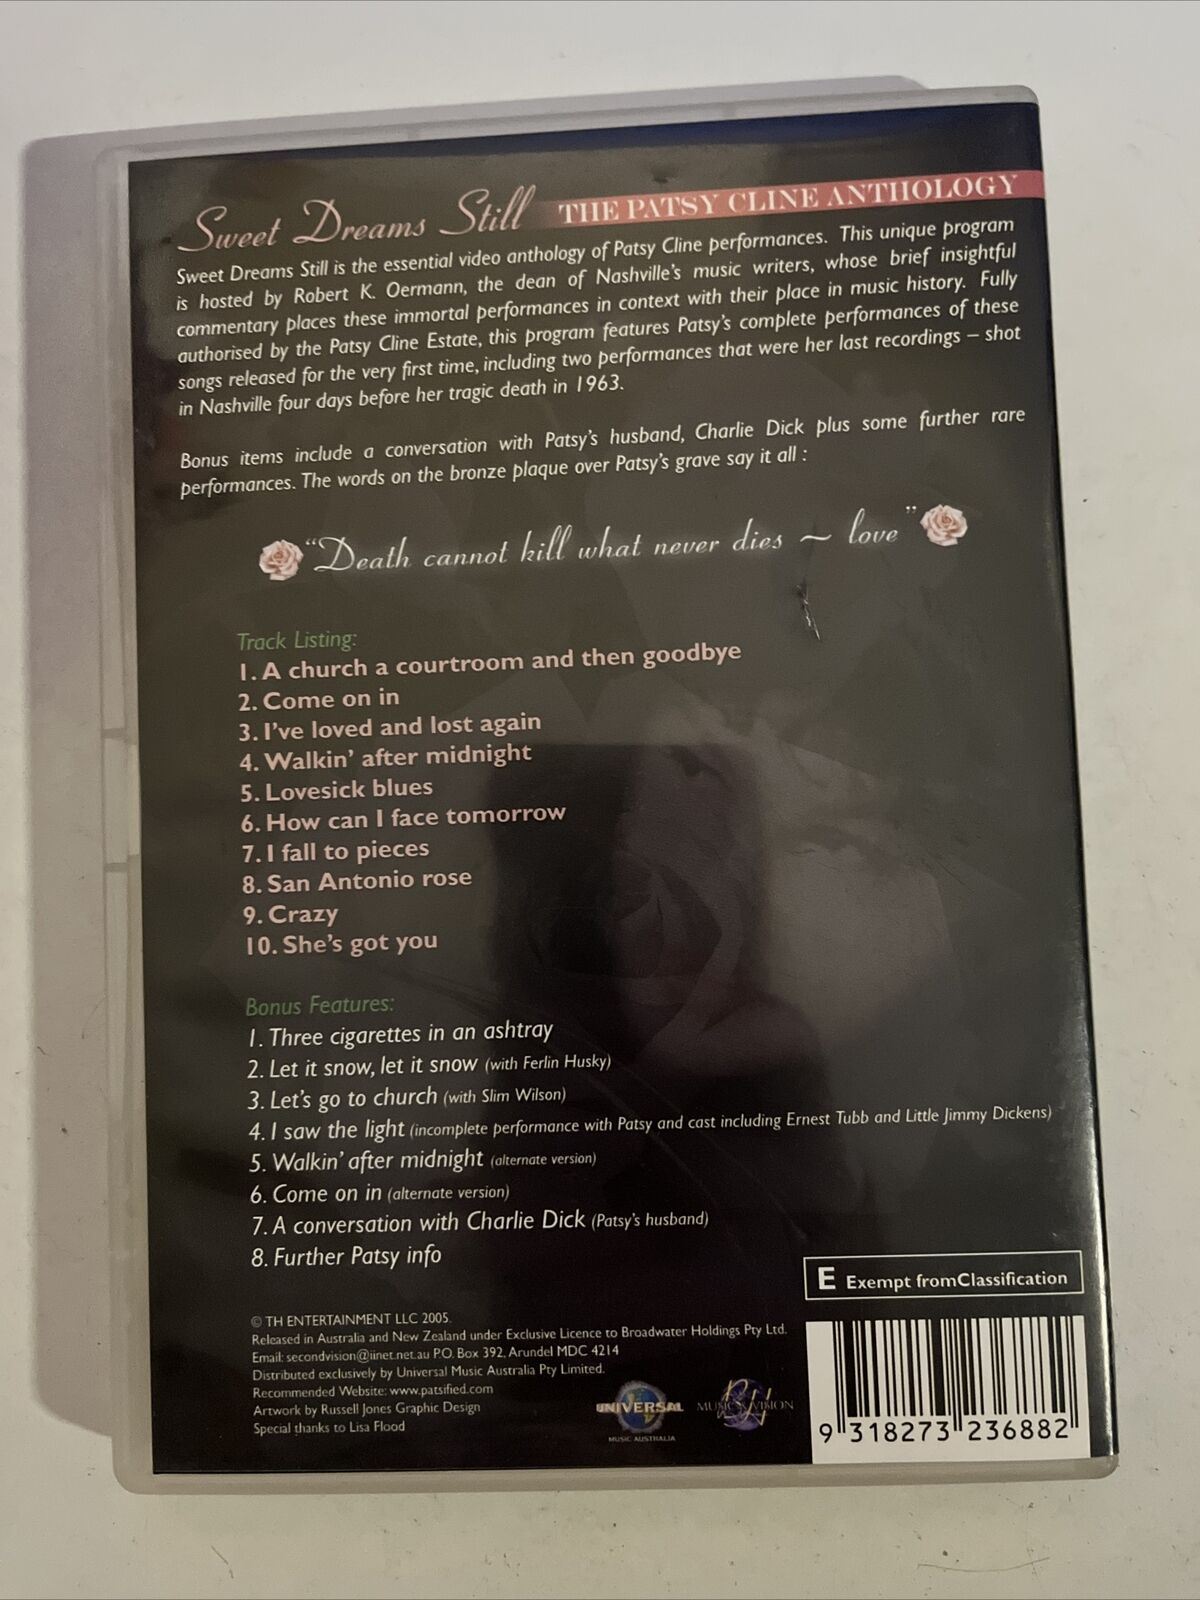 Sweet Dreams Still THE PATSY CLINE ANTHOLOGY
Sweet Dreams Still is the essential video anthology of Patsy Cline performances. This unique program
is hosted by Robert K. Oermann, the dean of Nashville's music writers, whose brief insightful
commentary places these immortal performances in context with their place in music history. Fully
authorised by the Patsy Cline Estate, this program features Patsy's complete performances of these
songs released for the very first time, including two performances that were her last recordings – shot
in Nashville four days before her tragic death in 1963.
Bonus items include a conversation with Patsy's husband, Charlie Dick plus some further rare
performances. The words on the bronze plaque over Patsy's grave say it all :
"Death cannot kill what never dies ~ love"
Track Listing:
1. A church a courtroom and then goodbye
2. Come on in
3. I've loved and lost again
4. Walkin' after midnight
5. Lovesick blues
6. How can I face tomorrow
7. I fall to pieces
8. San Antonio rose
9. Crazy
10. She's got you
Bonus Features:
1. Three cigarettes in an ashtray
2. Let it snow, let it snow (with Ferlin Husky)
3. Let's go to church (with Slim Wilson)
4. I saw the light (incomplete performance with Patsy and cast including Ernest Tubb and Little Jimmy Dickens)
5. Walkin' after midnight (alternate version)
6. Come on in (alternate version)
7. A conversation with Charlie Dick (Patsy's husband)
8. Further Patsy info
E Exempt fromClassification
© TH ENTERTAINMENT LLC 2005.
Released in Australia and New Zealand under Exclusive Licence to Broadwater Holdings Pty Ltd.
Email: secondvision@iinet.net.au P.O. Box 392, Arundel MDC 4214
Distributed exclusively by Universal Music Australia Pty Limited.
Recommended Website: www.patsified.com
Artwork by Russell Jones Graphic Design
Special thanks to Lisa Flood
UNIVERSAL
MUSIC AUSTRALIA
9 318273 236882